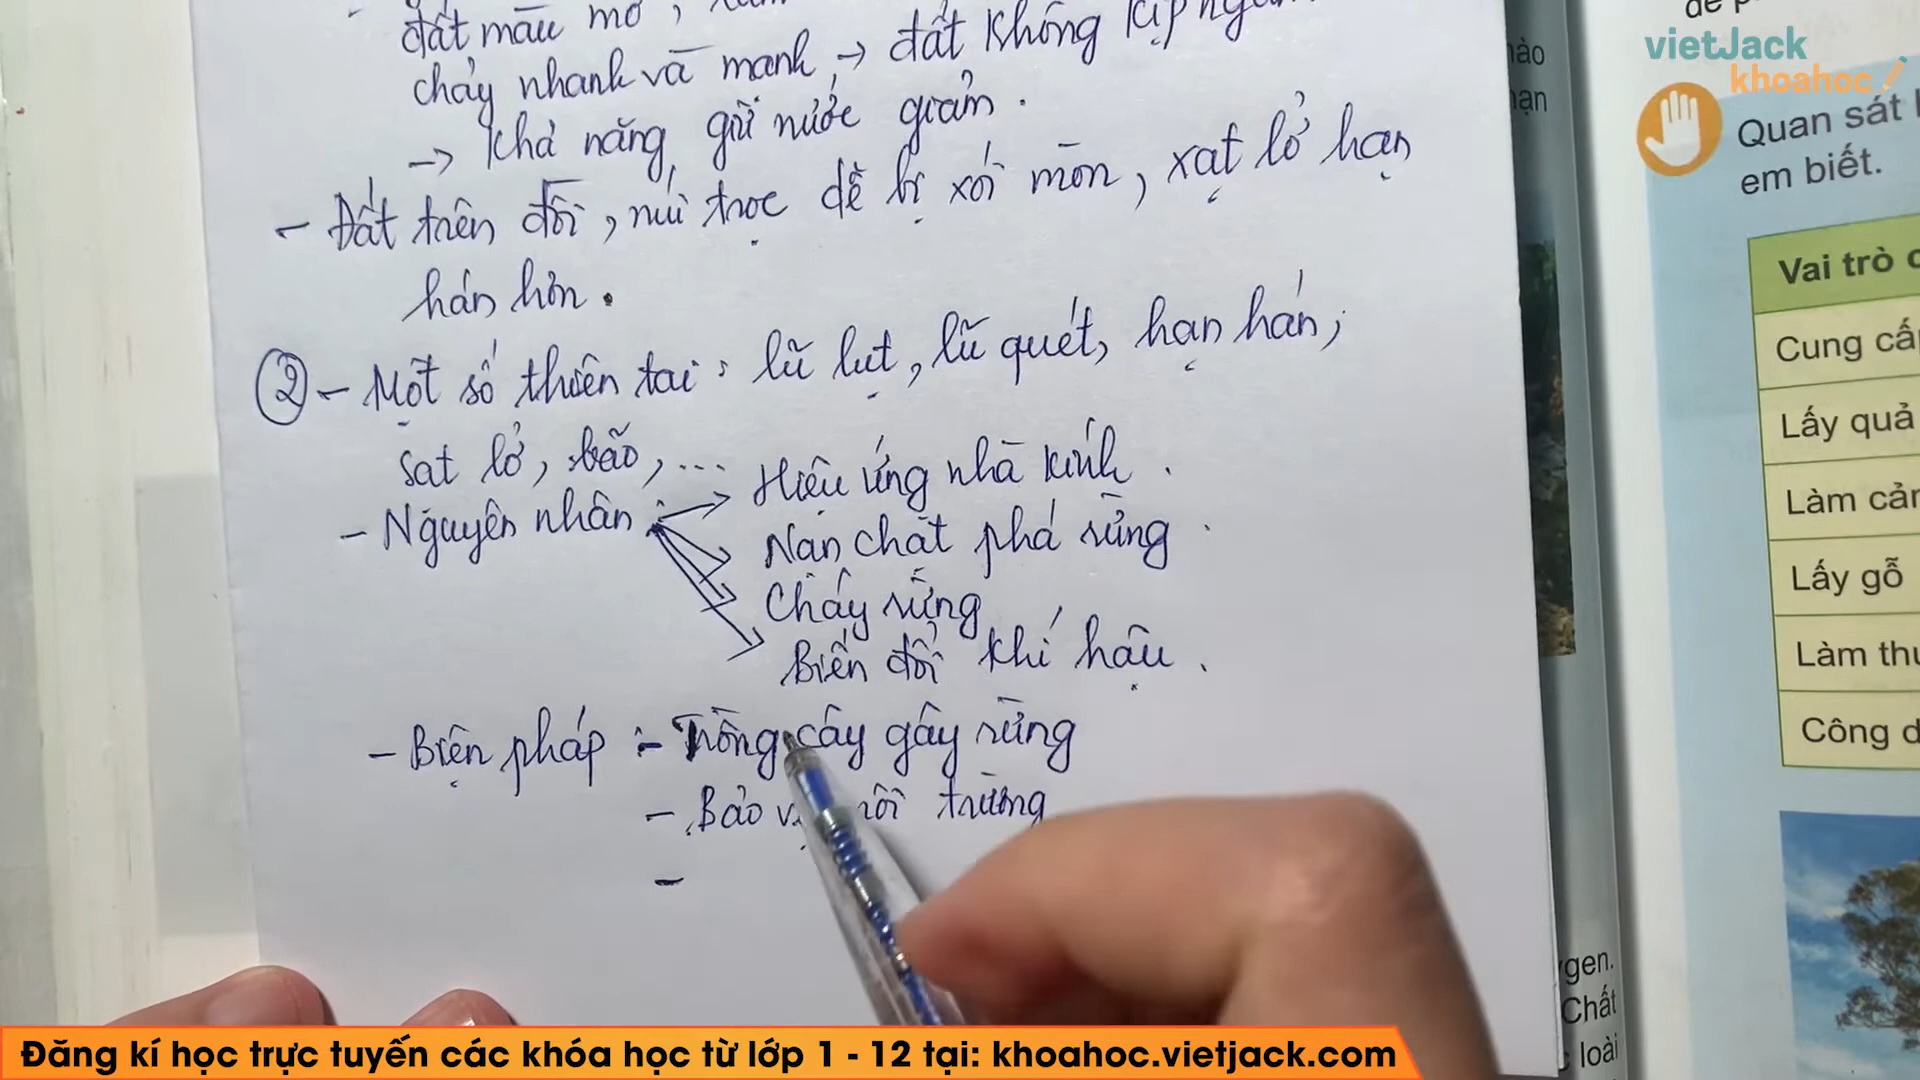 đất màu mỡ,
chảy nhanh và mạnh, → đất không kịp
→ khả năng giữ nước giảm.
- Đất trên đồi, núi trọc dễ bị xói mòn, xạt lở hạn
hán hơn.
② - Một số thiên tai: lũ lụt, lũ quét, hạn hán,
sạt lở, bão, ...
- Nguyên nhân:
Hiệu ứng nhà kính.
Nạn chặt phá rừng.
Cháy rừng
Biến đổi khí hậu.
- Biện pháp: - Trồng cây gây rừng
- Bảo trường
-
vietJack
khoahoc
Quan sát
em biết.
Vai trò
Cung cấ
Lấy quả
Làm cản
Lấy gỗ
Làm thu
Công d
gen.
Chất
loài
Đăng kí học trực tuyến các khóa học từ lớp 1 - 12 tại: khoahoc.vietjack.com